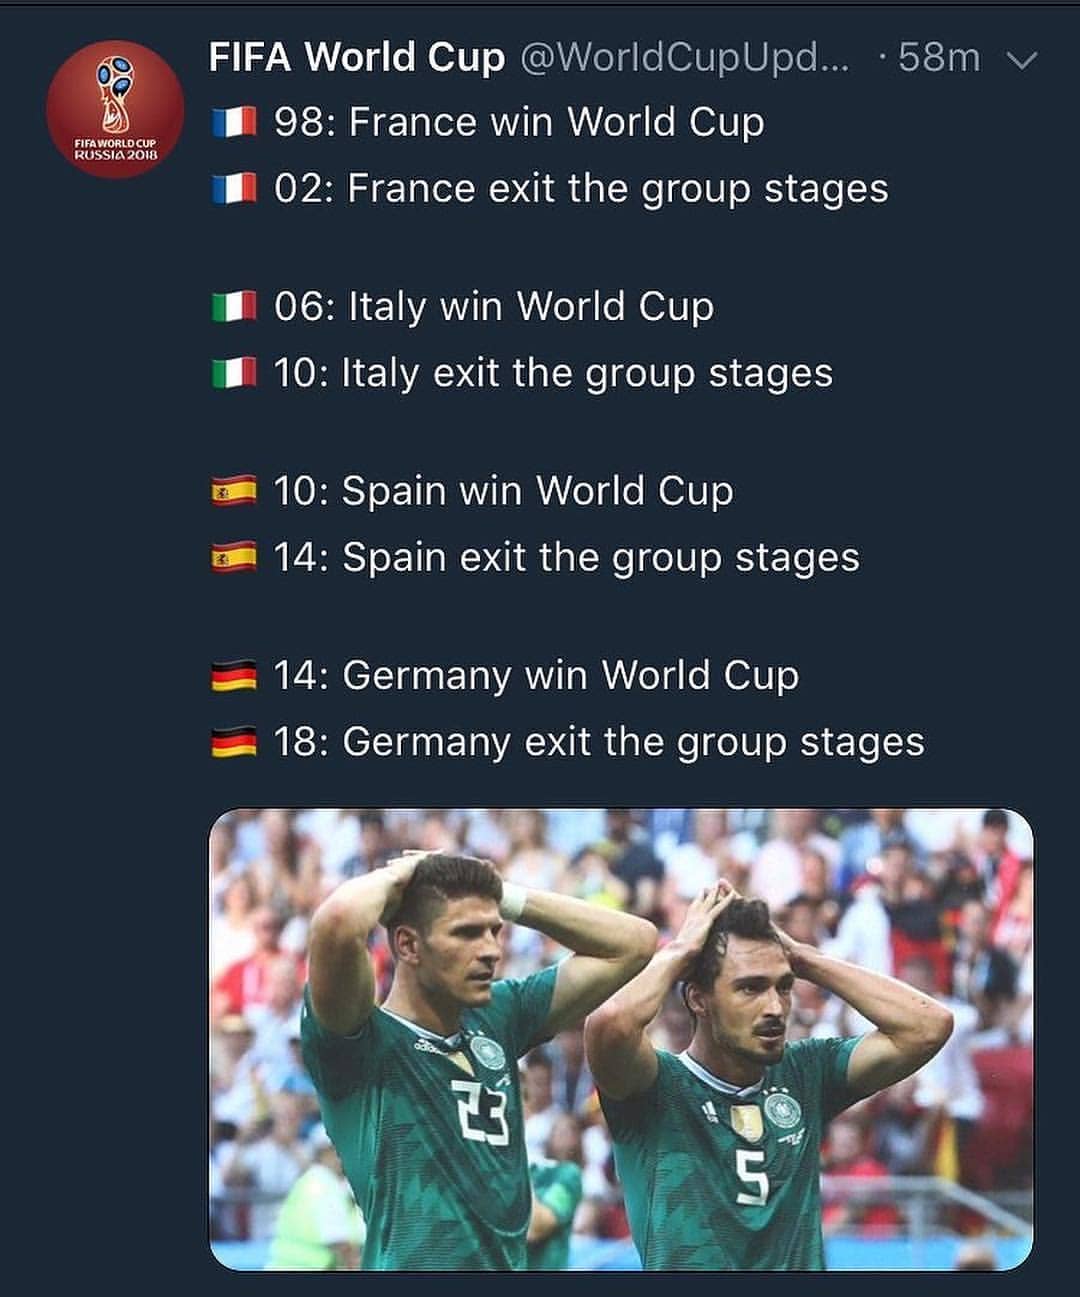 FIFA World Cup @WorldCupUpd... · 58m
FIFA WORLD CUP
RUSSIA 2018
98: France win World Cup
02: France exit the group stages
06: Italy win World Cup
10: Italy exit the group stages
10: Spain win World Cup
14: Spain exit the group stages
14: Germany win World Cup
18: Germany exit the group stages
adidas
23
5